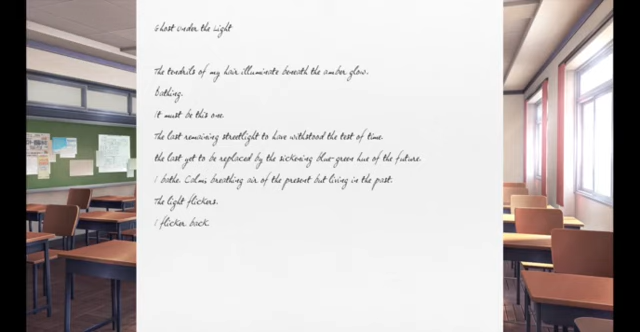 Ghost Under the Light
The tendrils of my hair illuminate beneath the amber glow.
Bathing.
It must be this one.
The last remaining streetlight to have withstood the test of time.
the last yet to be replaced by the sickening blue-green hue of the future.
I bathe. Calm; breathing air of the present but living in the past.
The light flickers.
I flicker back.